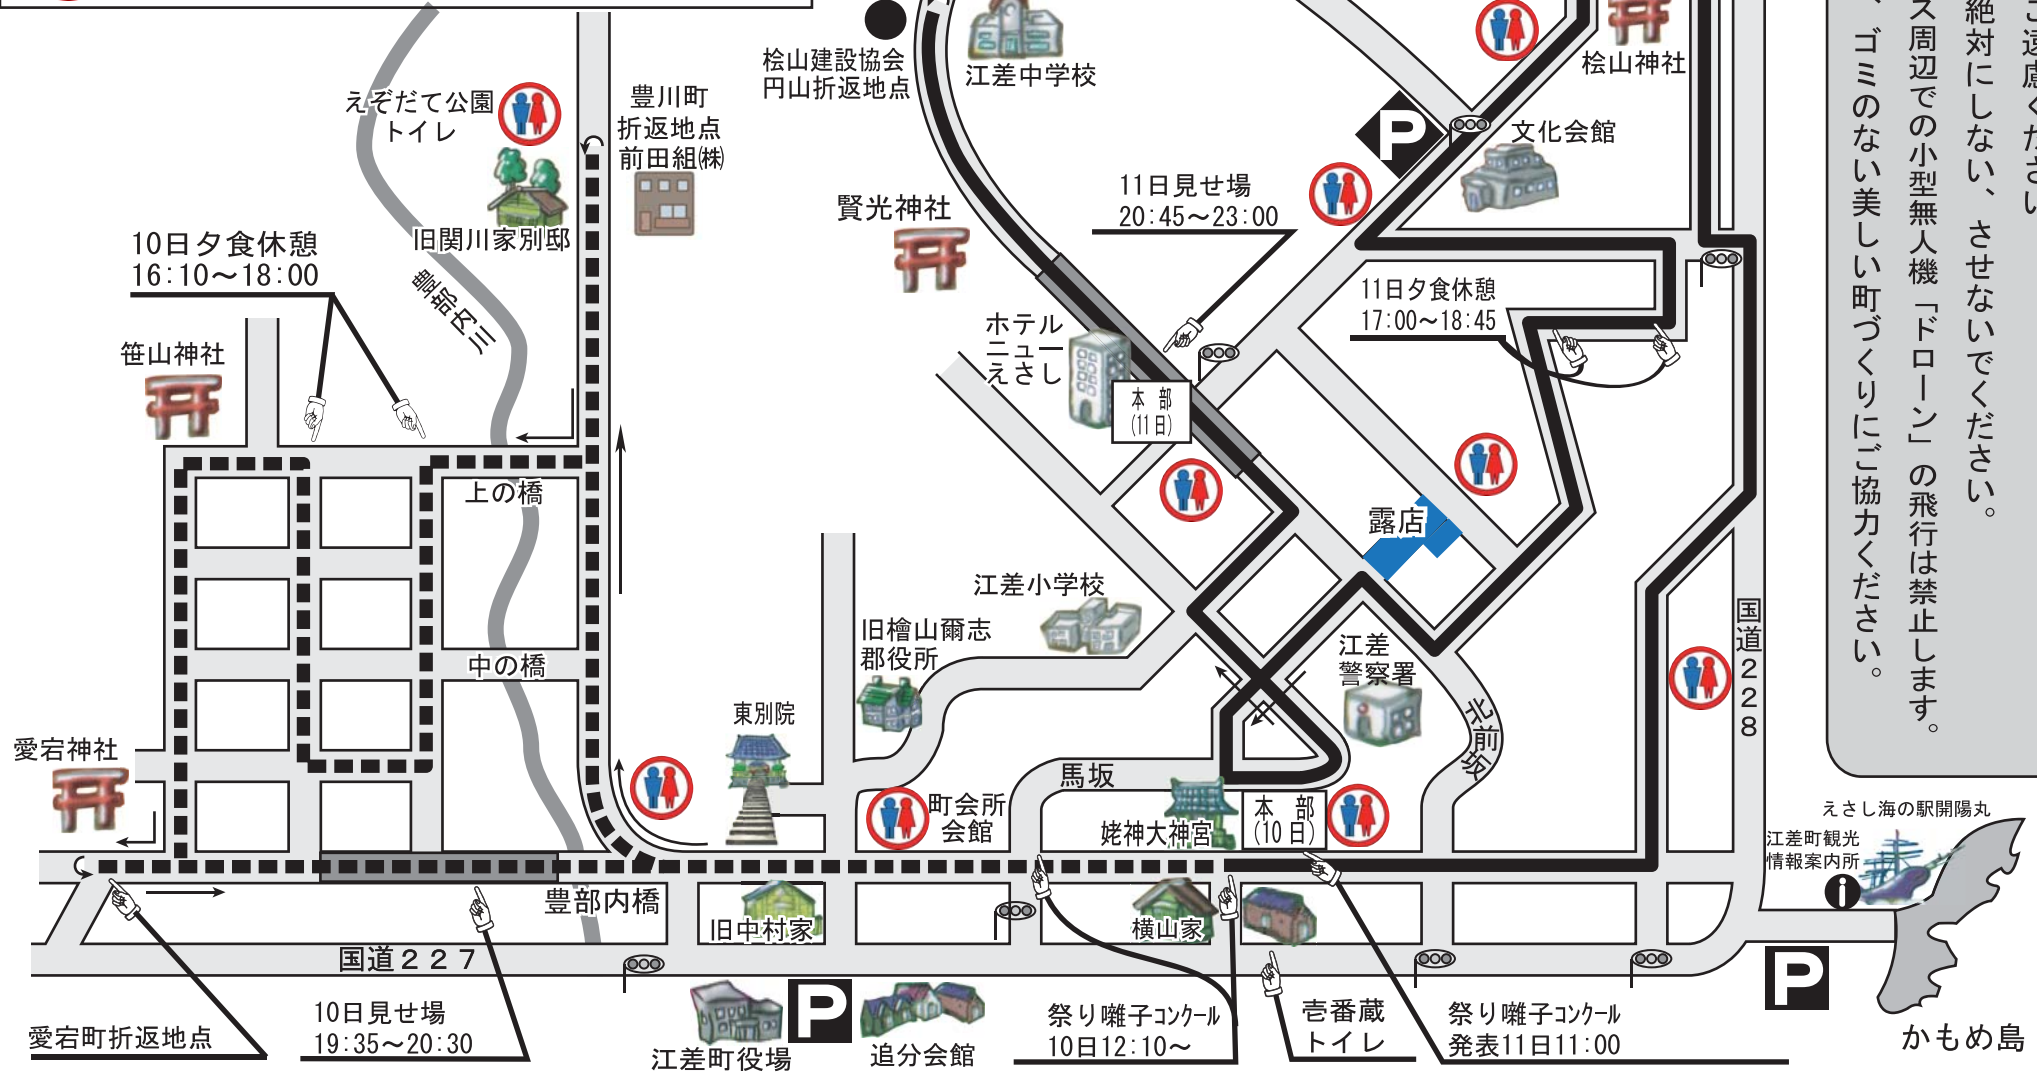 桧山建設協会
円山折返地点
江差中学校
桧山神社
えぞだて公園
トイレ
豊川町
折返地点
前田組㈱
旧関川家別邸
賢光神社
11日見せ場
20:45～23:00
P
文化会館
10日夕食休憩
16:10～18:00
豊部内川
笹山神社
ホテル
ニュー
えさし
本部
(11日)
11日夕食休憩
17:00～18:45
上の橋
露店
中の橋
江差小学校
旧檜山爾志
郡役所
江差
警察署
国道228
北前坂
東別院
愛宕神社
馬坂
町会所
会館
姥神大神宮
本部
(10日)
えさし海の駅開陽丸
江差町観光
情報案内所
i
豊部内橋
旧中村家
横山家
国道227
愛宕町折返地点
10日見せ場
19:35～20:30
江差町役場
P
追分会館
祭り囃子コンクール
10日12:10～
壱番蔵
トイレ
祭り囃子コンクール
発表11日11:00
P
かもめ島
ス周辺での小型無人機「ドローン」の飛行は禁止します。
絶対にしない、させないでください。
、ゴミのない美しい町づくりにご協力ください。